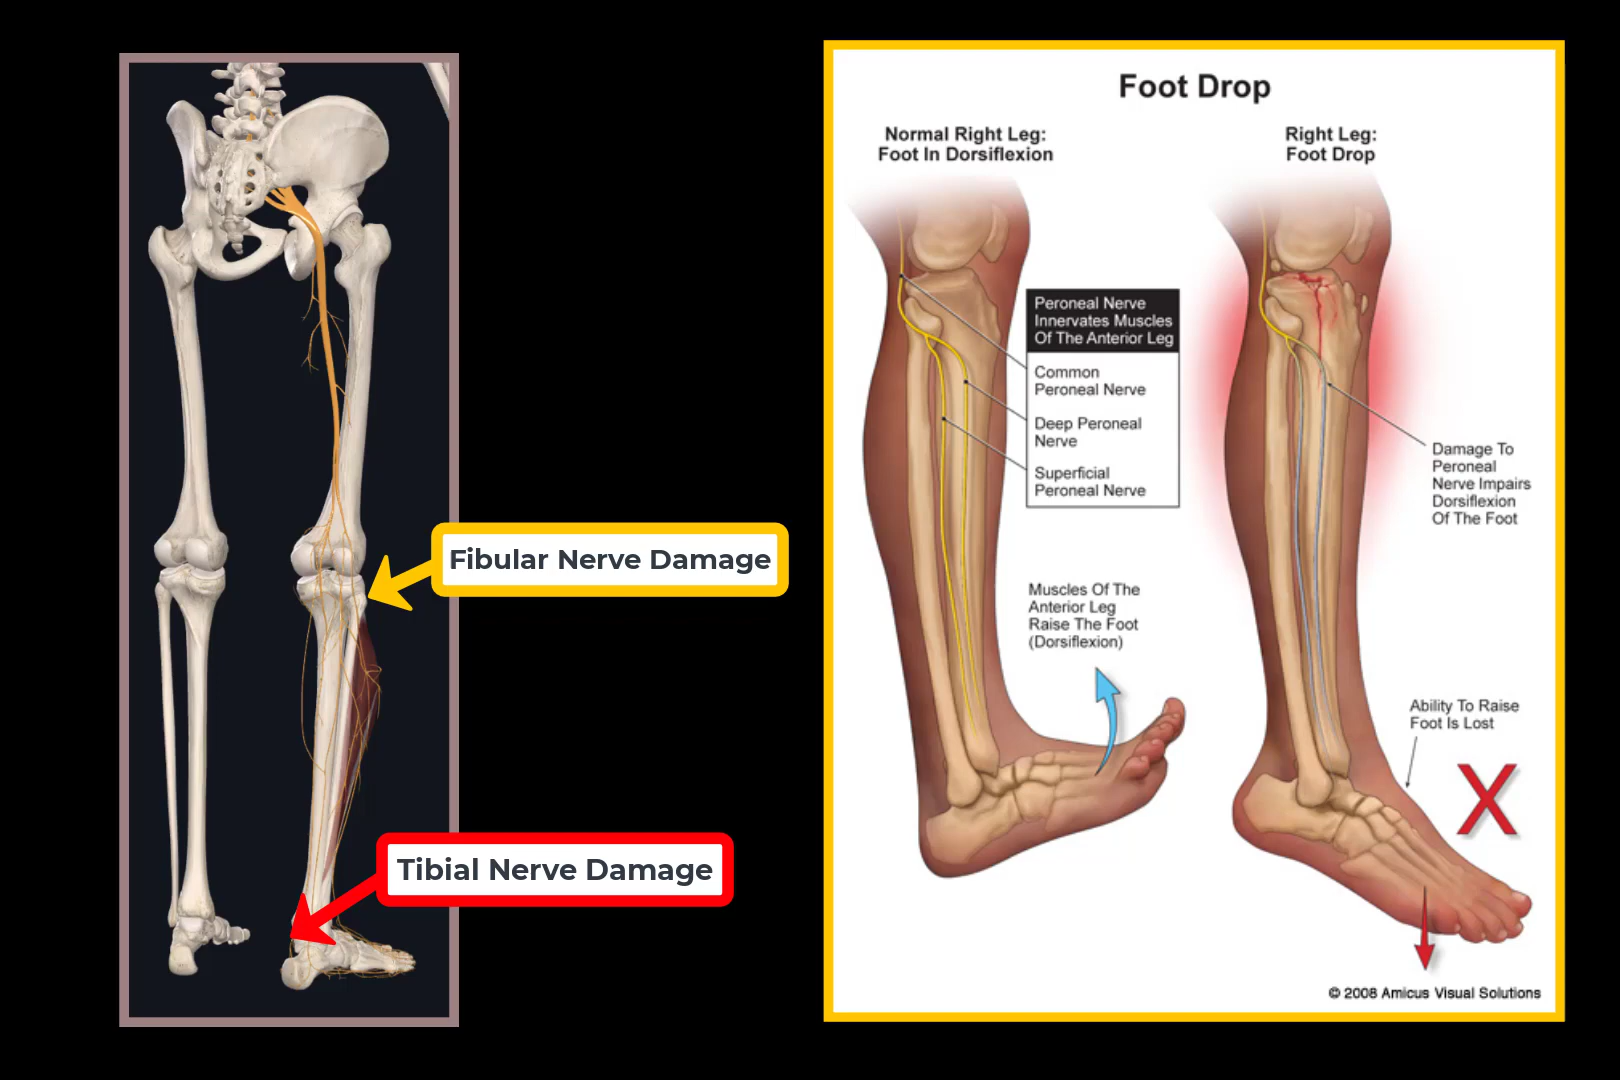 Fibular Nerve Damage
Tibial Nerve Damage
Foot Drop
Normal Right Leg:
Foot In Dorsiflexion
Right Leg:
Foot Drop
Peroneal Nerve
Innervates Muscles
Of The Anterior Leg
Common
Peroneal Nerve
Deep Peroneal
Nerve
Superficial
Peroneal Nerve
Damage To
Peroneal
Nerve Impairs
Dorsiflexion
Of The Foot
Muscles Of The
Anterior Leg
Raise The Foot
(Dorsiflexion)
Ability To Raise
Foot Is Lost
X
© 2008 Amicus Visual Solutions